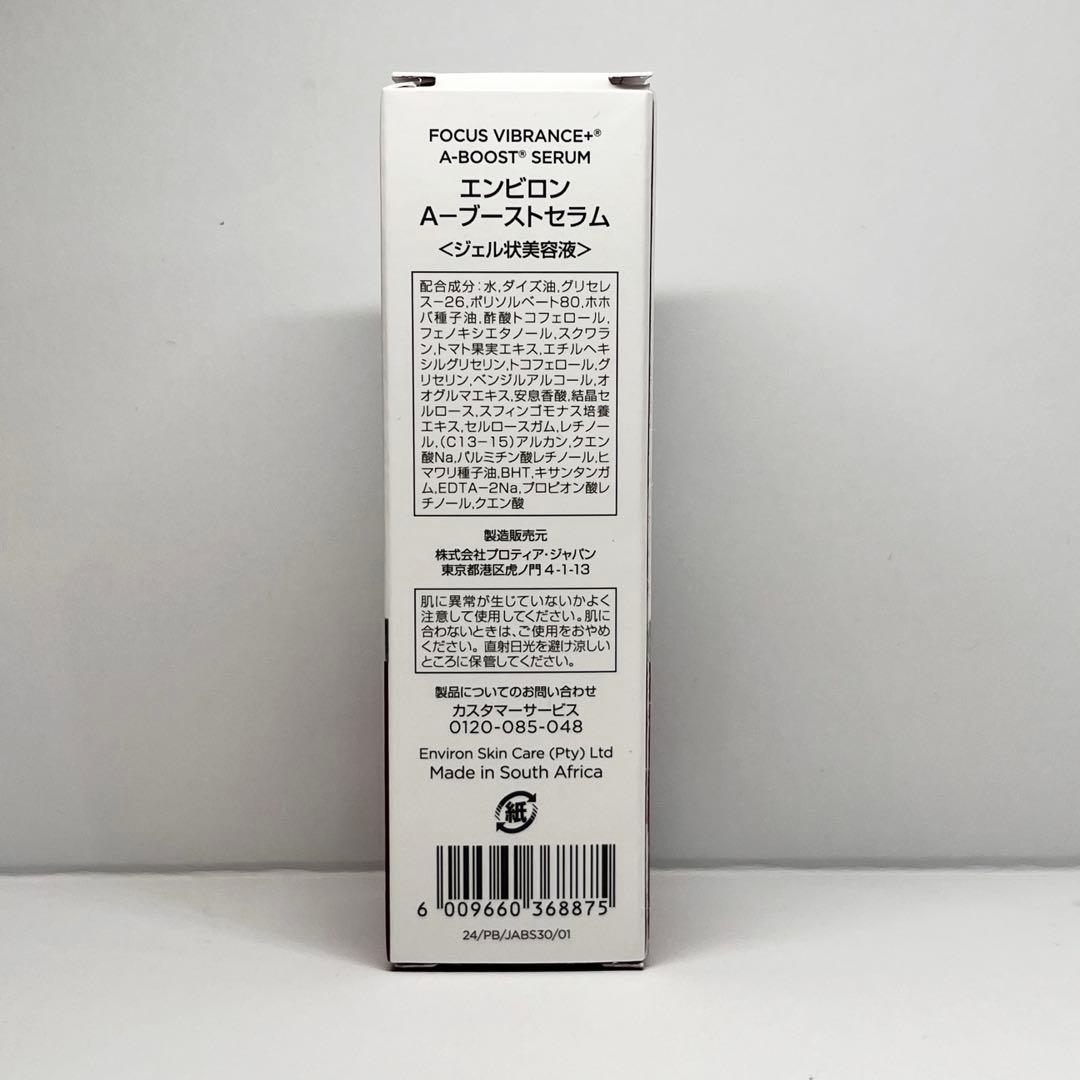 FOCUS VIBRANCE+®
A-BOOST® SERUM
エンビロン
A−ブーストセラム
＜ジェル状美容液＞
配合成分：水,ダイズ油,グリセレ
ス−26,ポリソルベート80,ホホ
バ種子油,酢酸トコフェロール,
フェノキシエタノール,スクワラ
ン,トマト果実エキス,エチルヘキ
シルグリセリン,トコフェロール,グ
リセリン,ベンジルアルコール,オ
オグルマエキス,安息香酸,結晶セ
ルロース,スフィンゴモナス培養
エキス,セルロースガム,レチノー
ル,(C13−15)アルカン,クエン
酸Na,パルミチン酸レチノール,ヒ
マワリ種子油,BHT,キサンタンガ
ム,EDTA−2Na,プロピオン酸レ
チノール,クエン酸
製造販売元
株式会社プロティア・ジャパン
東京都港区虎ノ門4-1-13
肌に異常が生じていないかよく
注意して使用してください。肌に
合わないときは、ご使用をおやめ
ください。直射日光を避け涼しい
ところに保管してください。
製品についてのお問い合わせ
カスタマーサービス
0120-085-048
Environ Skin Care (Pty) Ltd
Made in South Africa
紙
6 009660 368875
24/PB/JABS30/01